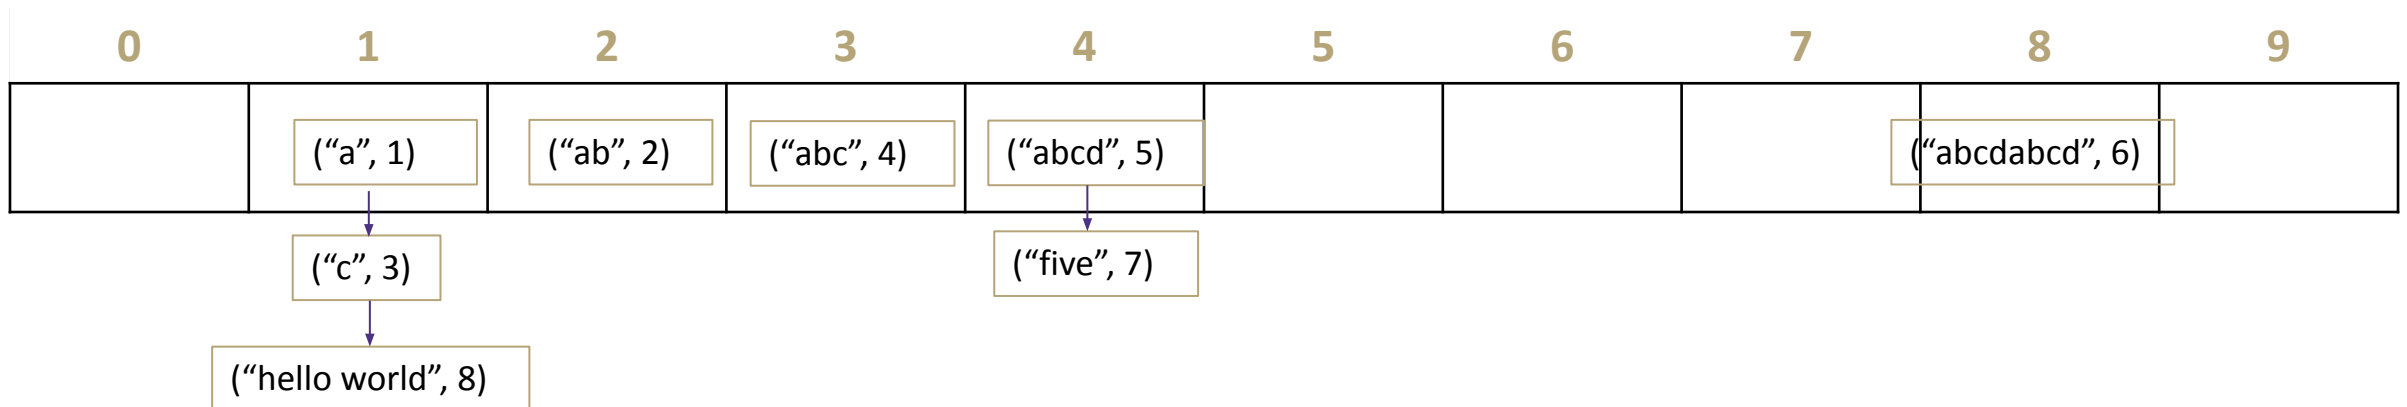 0 1 2 3 4 5 6 7 8 9
(“a”, 1) (“ab”, 2) (“abc”, 4) (“abcd”, 5) (“abcdabcd”, 6)
(“c”, 3) (“five”, 7)
(“hello world”, 8)